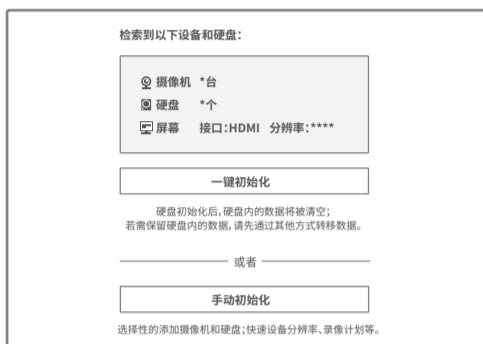 检索到以下设备和硬盘：
摄像机 *台
硬盘 *个
屏幕 接口：HDMI 分辨率：****
一键初始化
硬盘初始化后，硬盘内的数据将被清空；
若需保留硬盘内的数据，请先通过其他方式转移数据。
或者
手动初始化
选择性的添加摄像机和硬盘；快速设备分辨率、录像计划等。